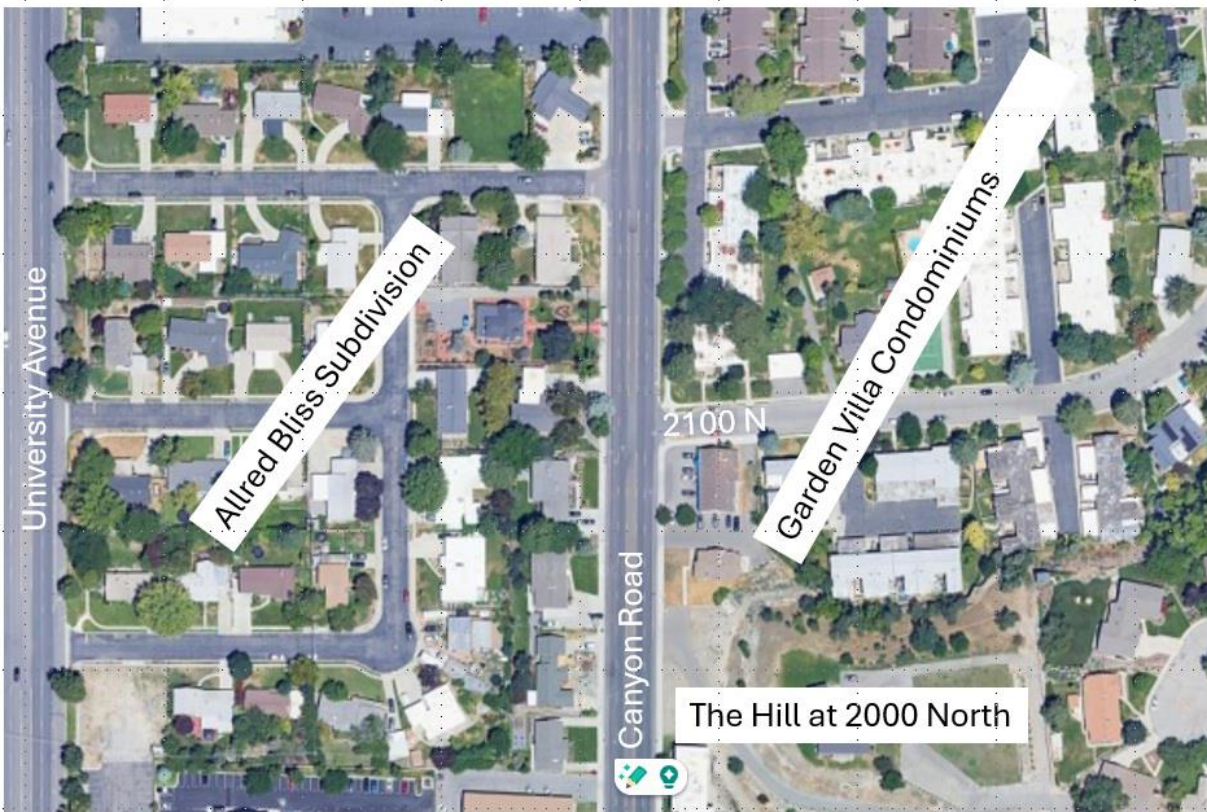 University Avenue
Allred Bliss Subdivision
Canyon Road
2100 N
Garden Villa Condominiums
The Hill at 2000 North